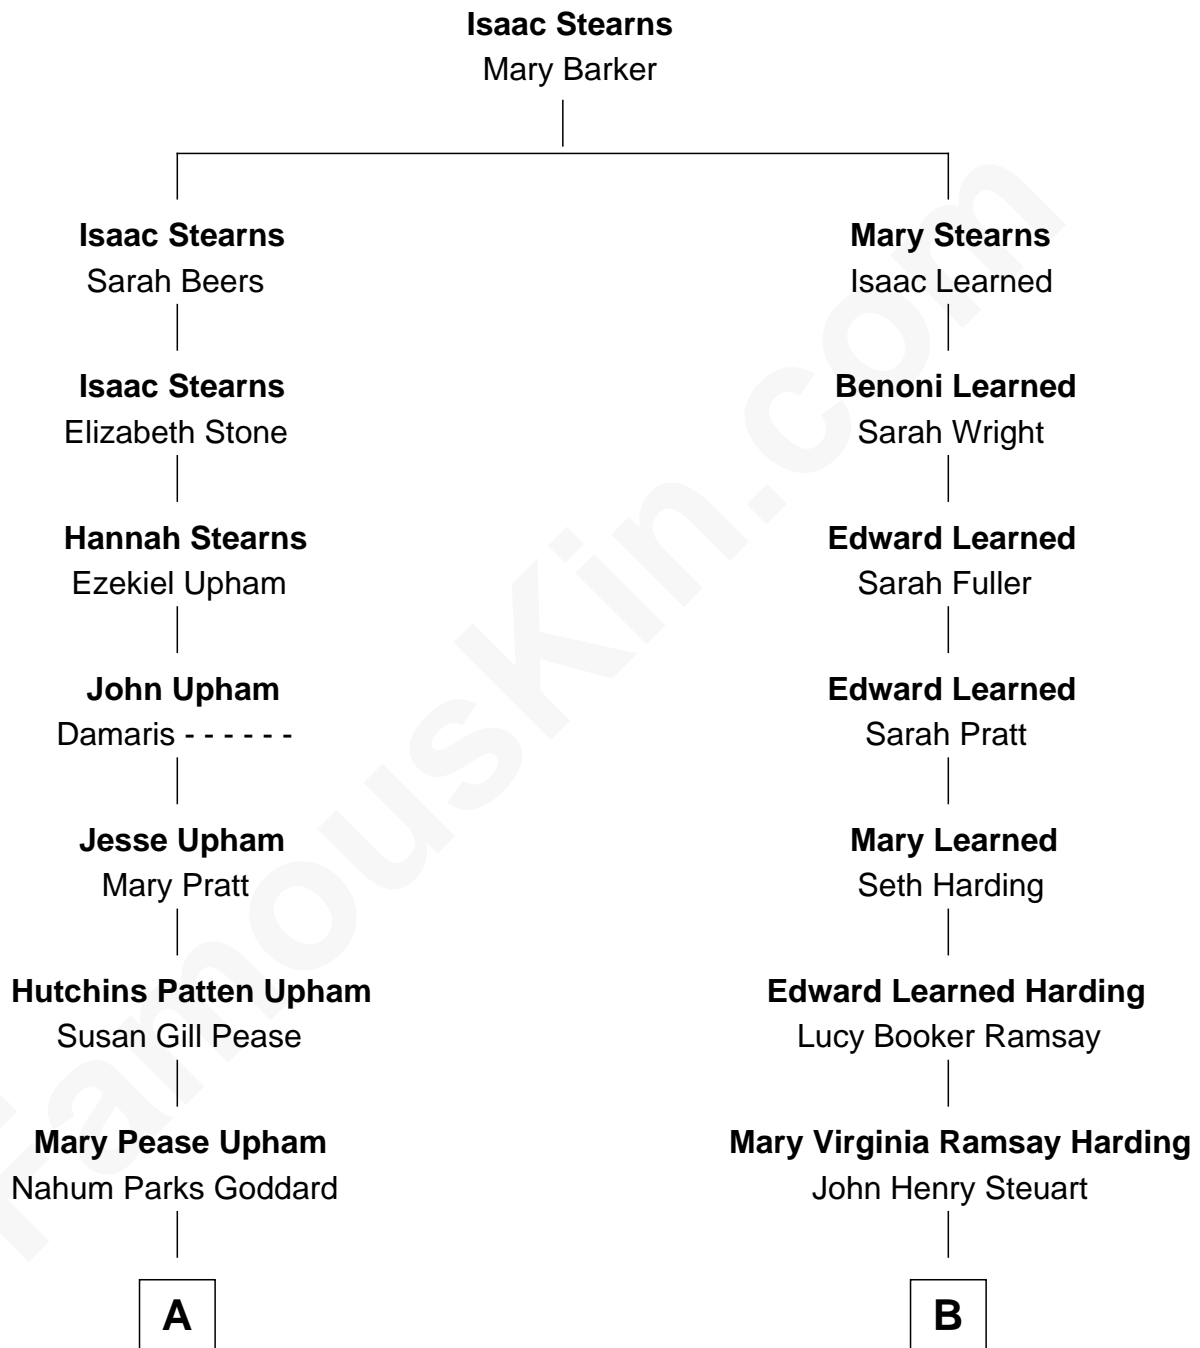 Isaac Stearns
Mary Barker
Isaac Stearns
Sarah Beers
Mary Stearns
Isaac Learned
Isaac Stearns
Elizabeth Stone
Benoni Learned
Sarah Wright
Hannah Stearns
Ezekiel Upham
Edward Learned
Sarah Fuller
John Upham
Damaris - - - - - -
Edward Learned
Sarah Pratt
Jesse Upham
Mary Pratt
Mary Learned
Seth Harding
Hutchins Patten Upham
Susan Gill Pease
Edward Learned Harding
Lucy Booker Ramsay
Mary Pease Upham
Nahum Parks Goddard
Mary Virginia Ramsay Harding
John Henry Steuart
A
B
FamousKin.com